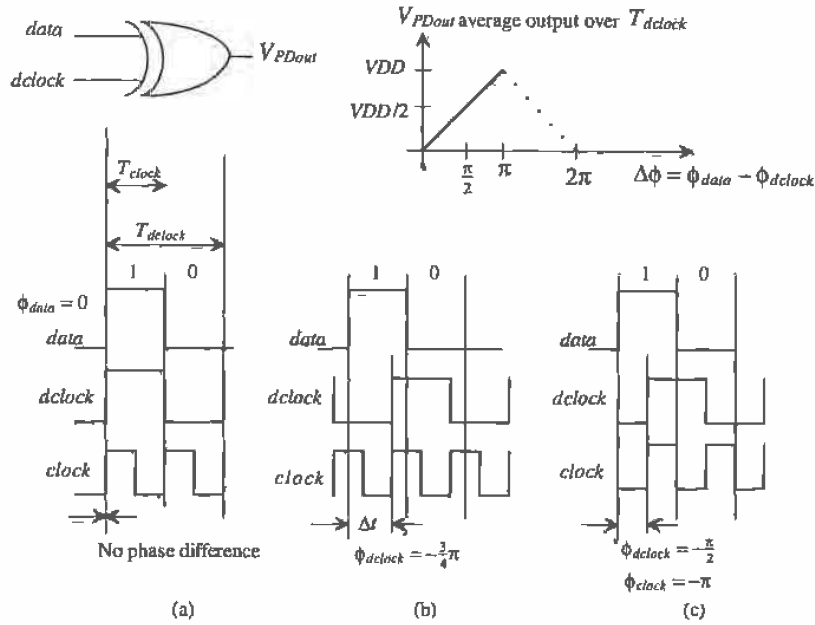 data
dclock
V_PDout
V_PDout average output over T_dclock
VDD
VDD/2
π/2
π
2π
Δϕ = ϕ_data − ϕ_dclock
T_clock
T_dclock
1 0
ϕ_data = 0
data
dclock
clock
No phase difference
(a)
1 0
data
dclock
clock
Δt
ϕ_dclock = −3/4π
(b)
1 0
data
dclock
clock
ϕ_dclock = −π/2
ϕ_clock = −π
(c)